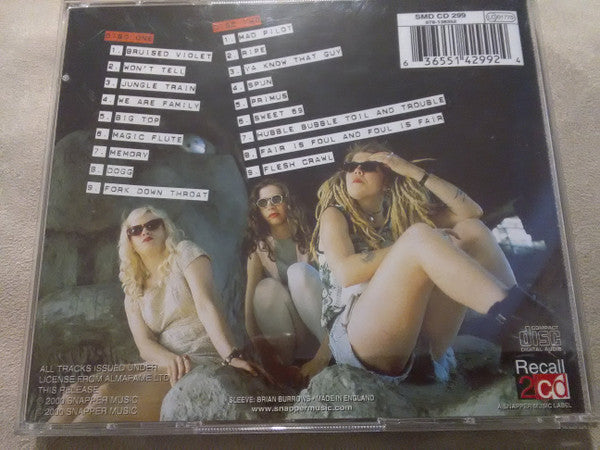 DISC ONE
1. BRUISED VIOLET
2. WON'T TELL
3. JUNGLE TRAIN
4. WE ARE FAMILY
5. BIG TOP
6. MAGIC FLUTE
7. MEMORY
8. DOGG
9. FORK DOWN THROAT
DISC TWO
1. MAD PILOT
2. RIPE
3. YA KNOW THAT GUY
4. SPUN
5. PRIMUS
6. SWEET 69
7. HUBBLE BUBBLE TOIL AND TROUBLE
8. FAIR IS FOUL AND FOUL IS FAIR
9. FLESH CRAWL
SMD CD 299
6 36551 42992 4
ALL TRACKS ISSUED UNDER
LICENSE FROM ALMAFAME LTD
THIS RELEASE
℗ 2000 SNAPPER MUSIC
© 2000 SNAPPER MUSIC
SLEEVE: BRIAN BURROWS • MADE IN ENGLAND
www.snappermusic.com
COMPACT
disc
DIGITAL AUDIO
Recall
2cd
A SNAPPER MUSIC LABEL